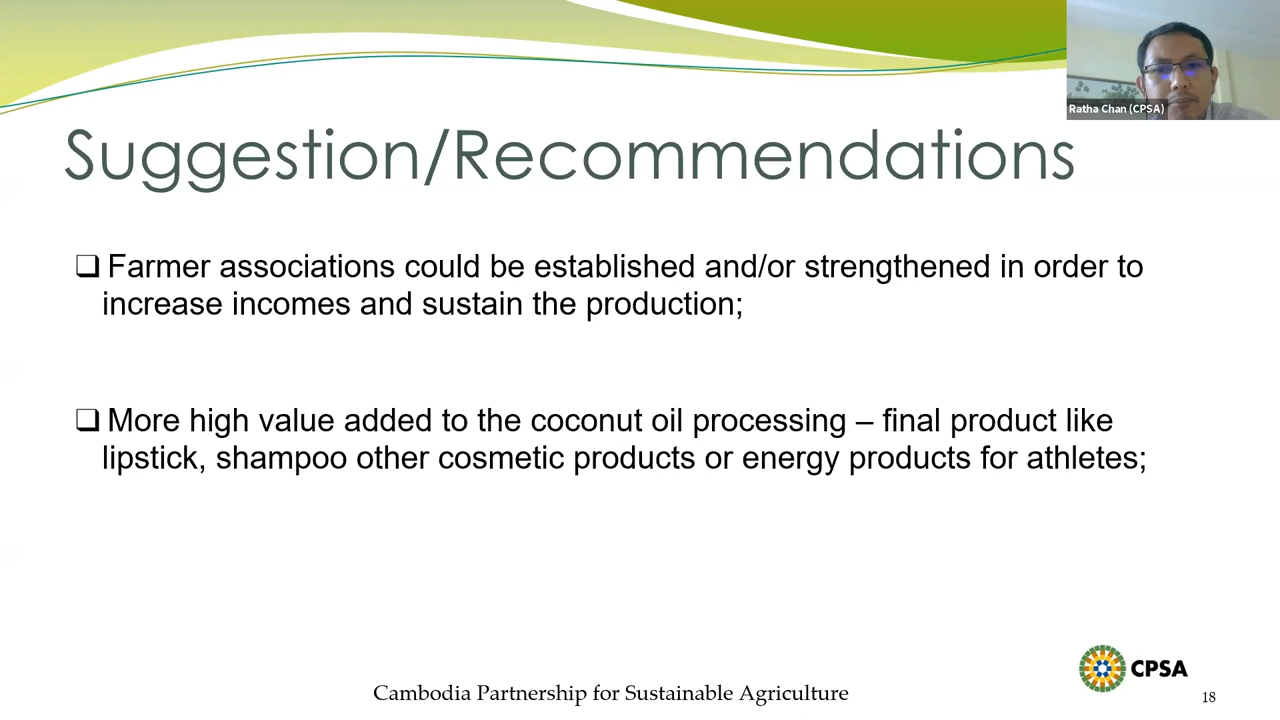 Ratha Chan (CPSA)
Suggestion/Recommendations
❑ Farmer associations could be established and/or strengthened in order to
increase incomes and sustain the production;
❑ More high value added to the coconut oil processing – final product like
lipstick, shampoo other cosmetic products or energy products for athletes;
CPSA
Cambodia Partnership for Sustainable Agriculture
18